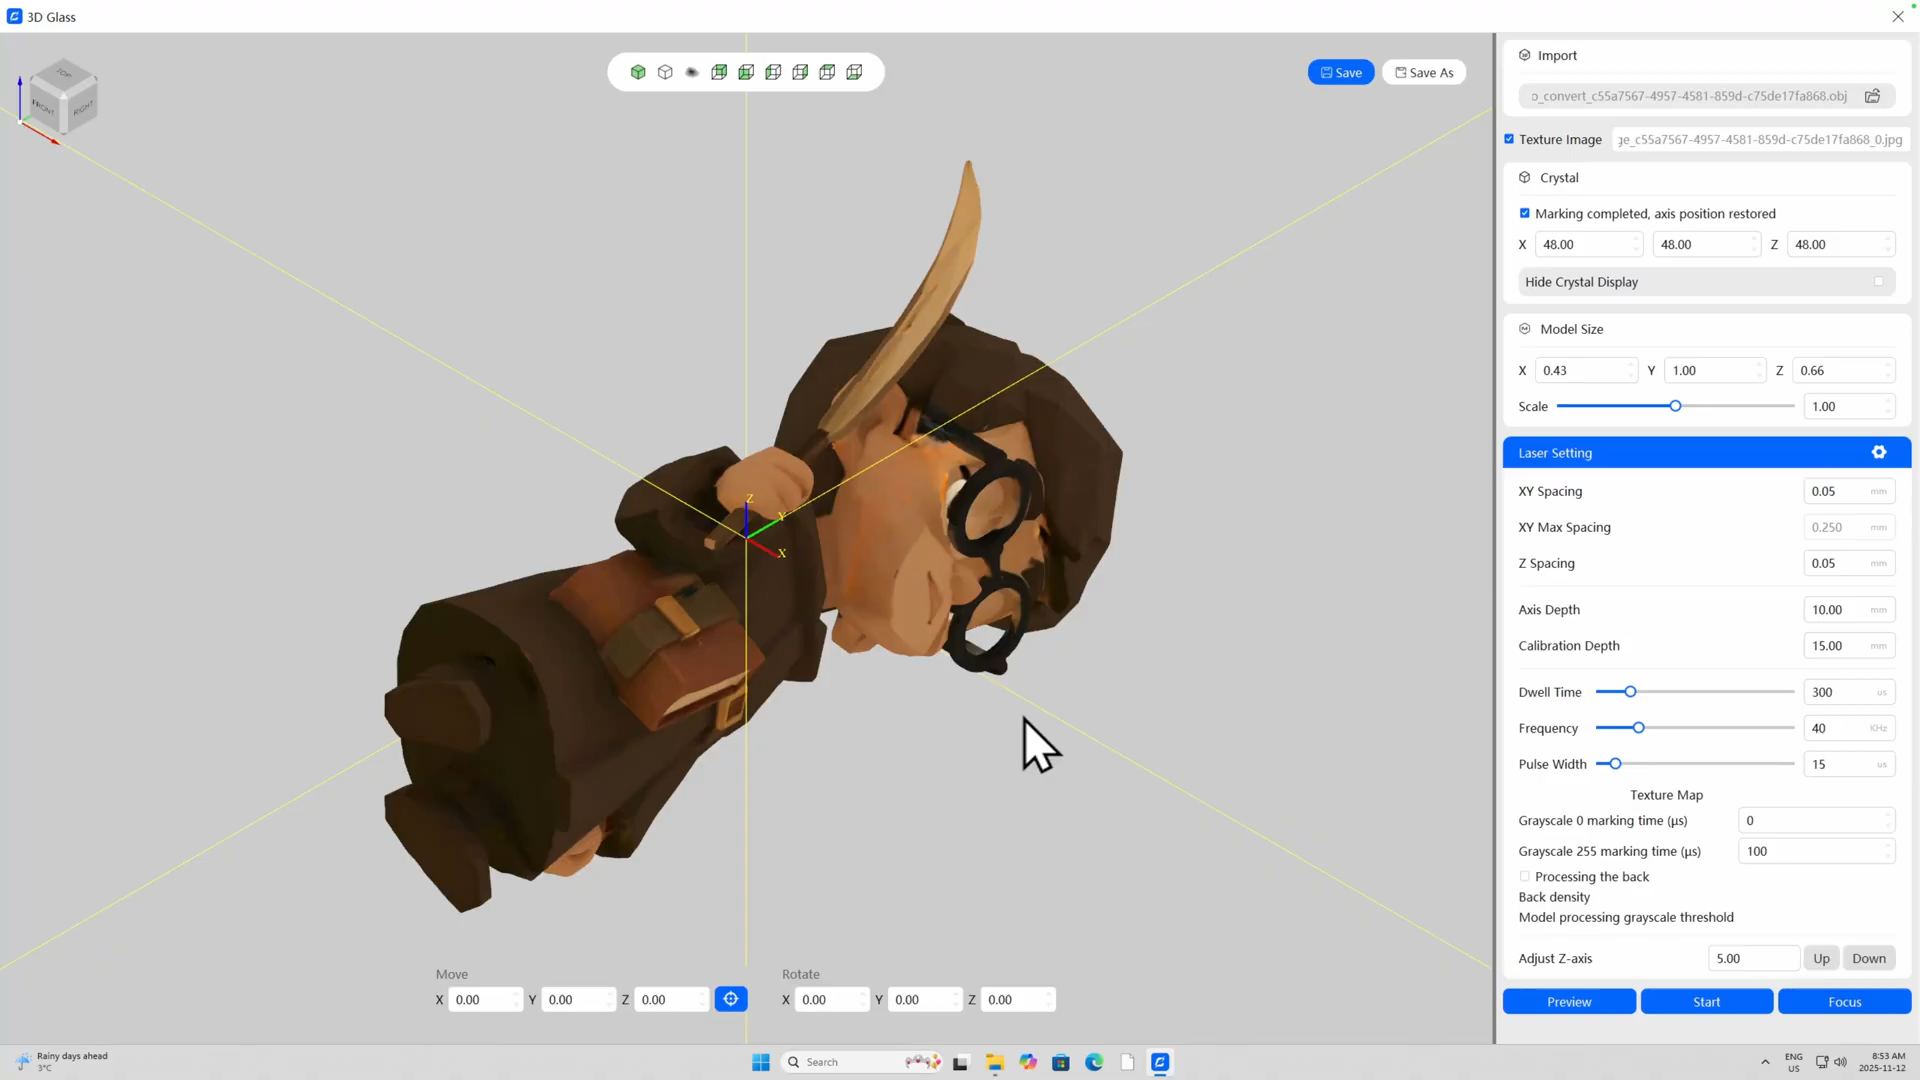 3D Glass
TOP
FRONT
RIGHT
Save
Save As
Z
Y
X
Move
X 0.00 Y 0.00 Z 0.00
Rotate
X 0.00 Y 0.00 Z 0.00
Import
o_convert_c55a7567-4957-4581-859d-c75de17fa868.obj
Texture Image ge_c55a7567-4957-4581-859d-c75de17fa868_0.jpg
Crystal
Marking completed, axis position restored
X 48.00 48.00 Z 48.00
Hide Crystal Display
Model Size
X 0.43 Y 1.00 Z 0.66
Scale 1.00
Laser Setting
XY Spacing 0.05 mm
XY Max Spacing 0.250 mm
Z Spacing 0.05 mm
Axis Depth 10.00 mm
Calibration Depth 15.00 mm
Dwell Time 300 us
Frequency 40 KHz
Pulse Width 15 us
Texture Map
Grayscale 0 marking time (μs) 0
Grayscale 255 marking time (μs) 100
Processing the back
Back density
Model processing grayscale threshold
Adjust Z-axis 5.00 Up Down
Preview Start Focus
Rainy days ahead
3°C
Search
ENG
US
8:53 AM
2025-11-12